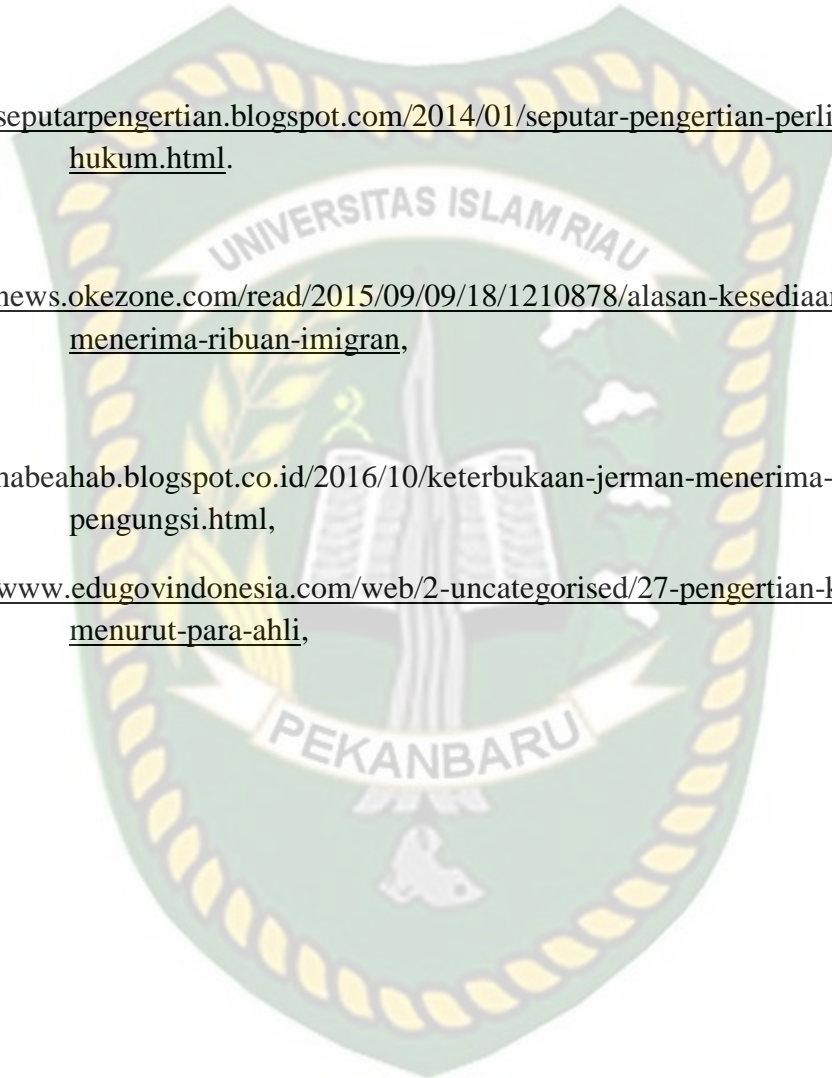 seputarpengertian.blogspot.com/2014/01/seputar-pengertian-perli
hukum.html.
UNIVERSITAS ISLAM RIAU
news.okezone.com/read/2015/09/09/18/1210878/alasan-kesediaan
menerima-ribuan-imigran,
habeahab.blogspot.co.id/2016/10/keterbukaan-jerman-menerima-
pengungsi.html,
www.edugovindonesia.com/web/2-uncategorised/27-pengertian-k
menurut-para-ahli,
PEKANBARU